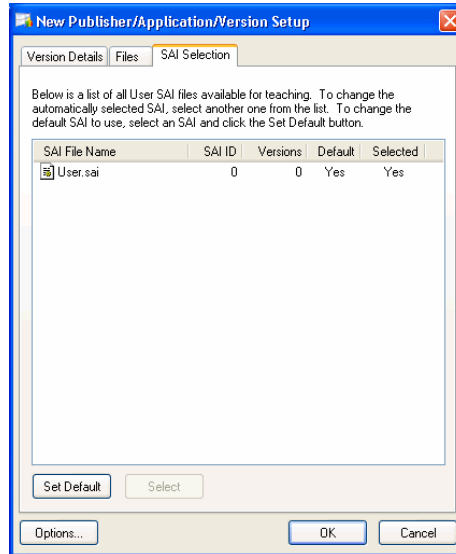 New Publisher/Application/Version Setup
Version Details Files SAI Selection
Below is a list of all User SAI files available for teaching. To change the
automatically selected SAI, select another one from the list. To change the
default SAI to use, select an SAI and click the Set Default button.
SAI File Name SAI ID Versions Default Selected
User.sai 0 0 Yes Yes
Set Default Select
Options... OK Cancel